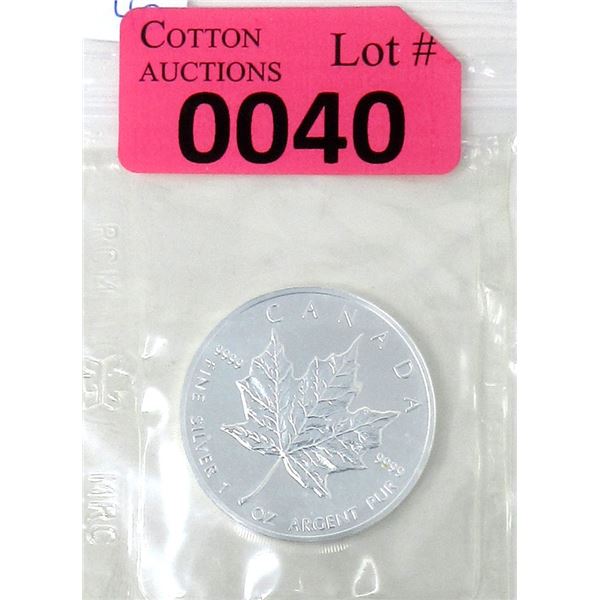 COTTON
AUCTIONS
Lot #
0040
CANADA
9999
FINE SILVER 1 OZ ARGENT PUR
9999
RCM
MRC